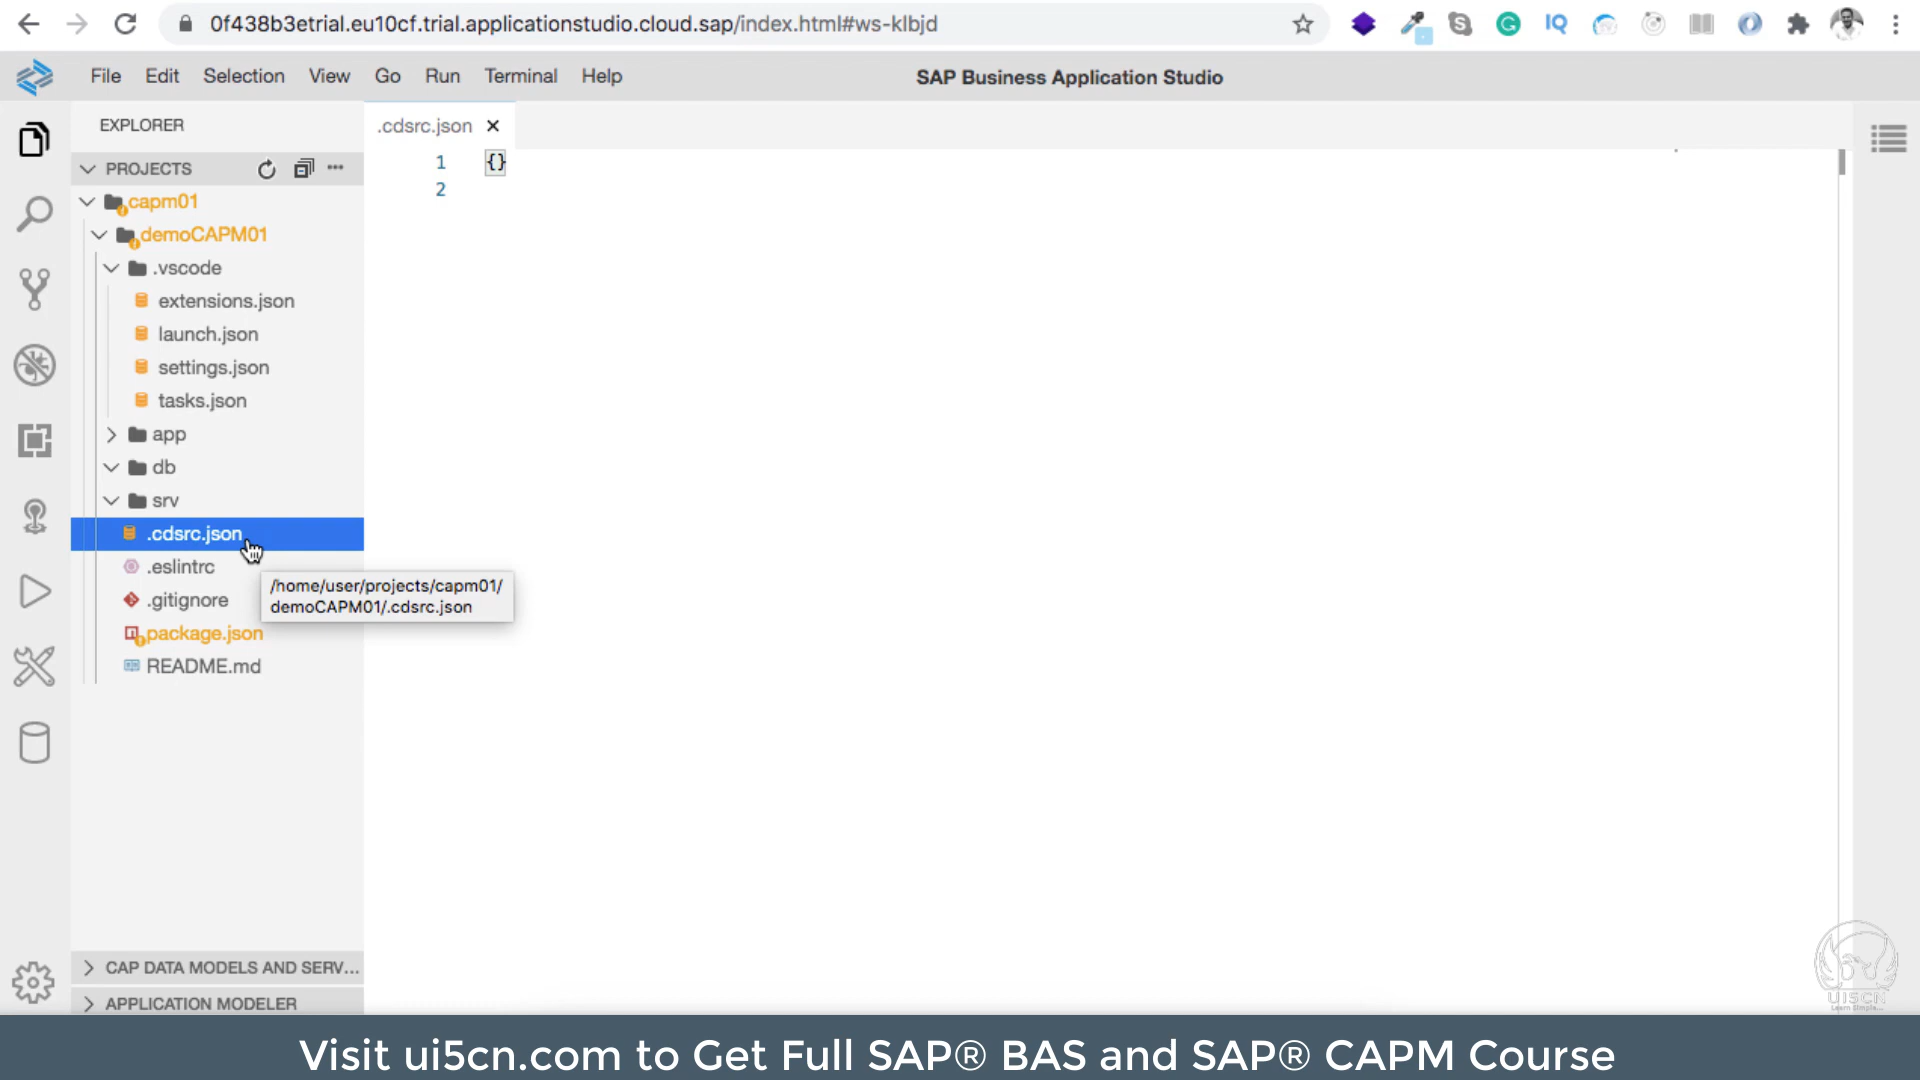 0f438b3etrial.eu10cf.trial.applicationstudio.cloud.sap/index.html#ws-klbjd
File Edit Selection View Go Run Terminal Help
SAP Business Application Studio
EXPLORER
PROJECTS
capm01
demoCAPM01
.vscode
extensions.json
launch.json
settings.json
tasks.json
app
db
srv
.cdsrc.json
.eslintrc
.gitignore
package.json
README.md
/home/user/projects/capm01/
demoCAPM01/.cdsrc.json
.cdsrc.json
1 {}
2
CAP DATA MODELS AND SERV...
APPLICATION MODELER
IQ
UI5CN
Learn Simple...
Visit ui5cn.com to Get Full SAP® BAS and SAP® CAPM Course